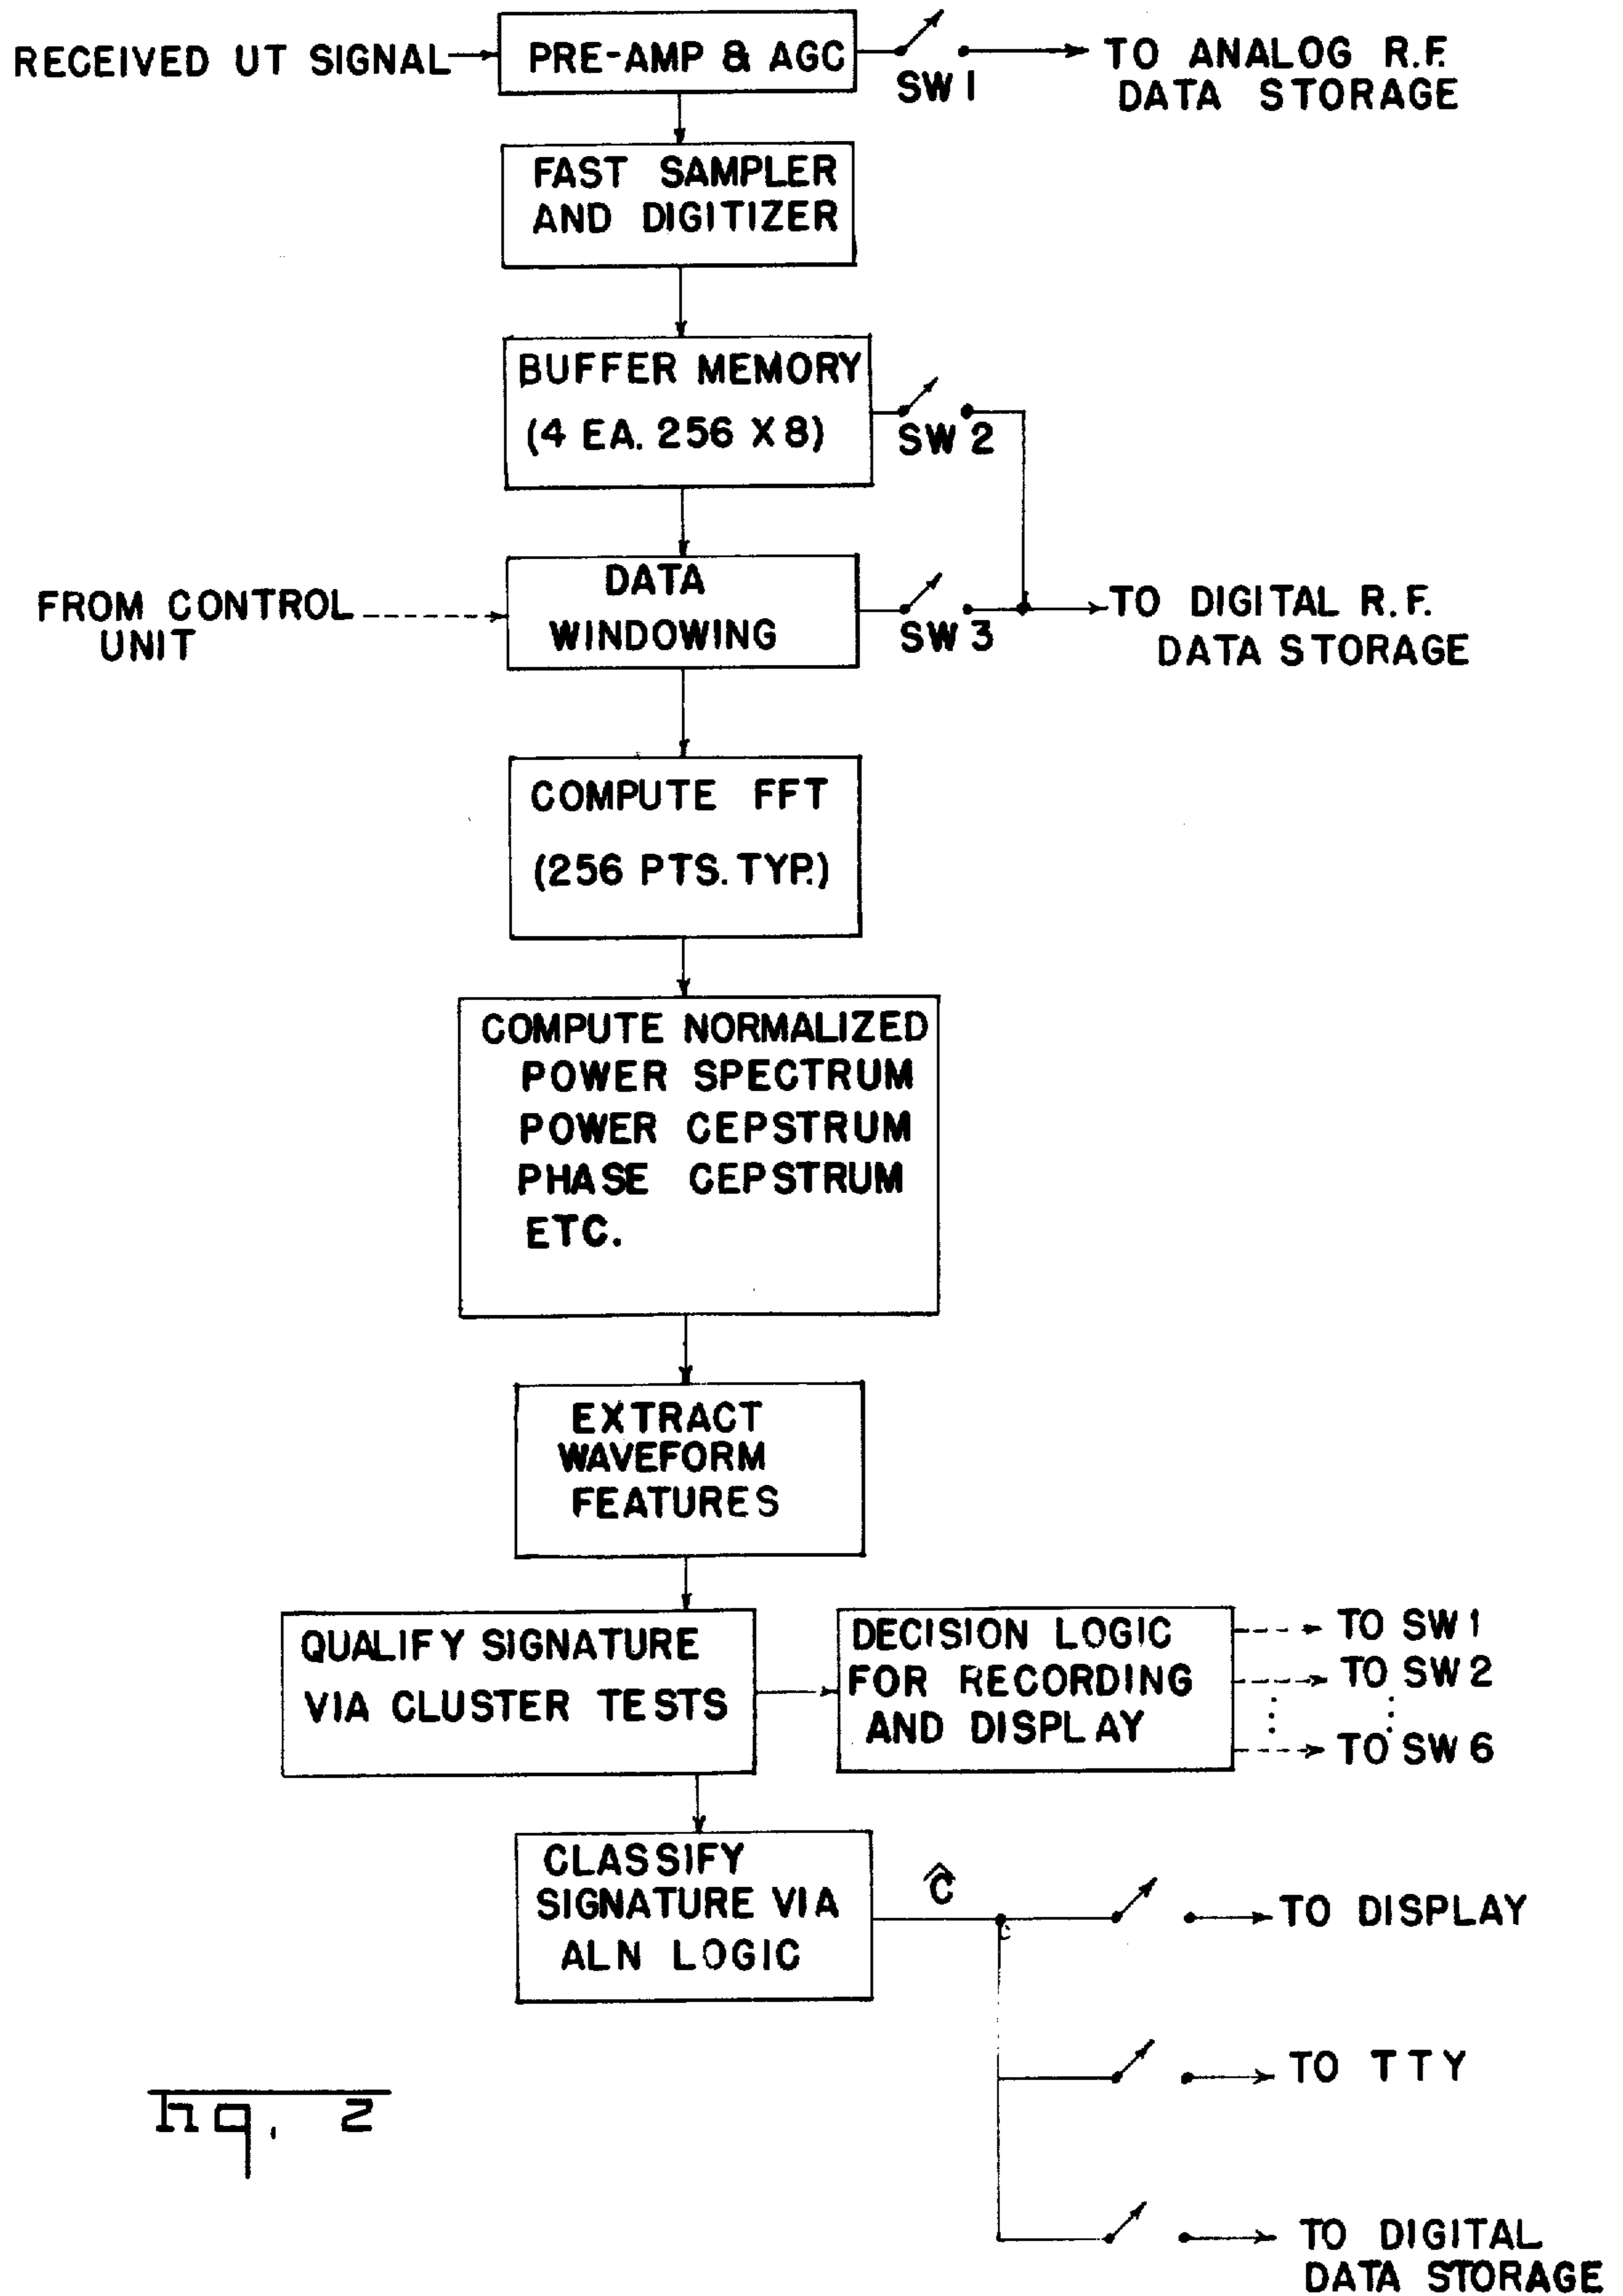 RECEIVED UT SIGNAL
PRE-AMP & AGC
SW 1
TO ANALOG R.F.
DATA STORAGE
FAST SAMPLER
AND DIGITIZER
BUFFER MEMORY
(4 EA. 256 X 8)
SW 2
FROM CONTROL
UNIT
DATA
WINDOWING
SW 3
TO DIGITAL R.F.
DATA STORAGE
COMPUTE FFT
(256 PTS. TYP.)
COMPUTE NORMALIZED
POWER SPECTRUM
POWER CEPSTRUM
PHASE CEPSTRUM
ETC.
EXTRACT
WAVEFORM
FEATURES
QUALIFY SIGNATURE
VIA CLUSTER TESTS
DECISION LOGIC
FOR RECORDING
AND DISPLAY
TO SW 1
TO SW 2
TO SW 6
CLASSIFY
SIGNATURE VIA
ALN LOGIC
Ĉ
TO DISPLAY
TO TTY
TO DIGITAL
DATA STORAGE
2